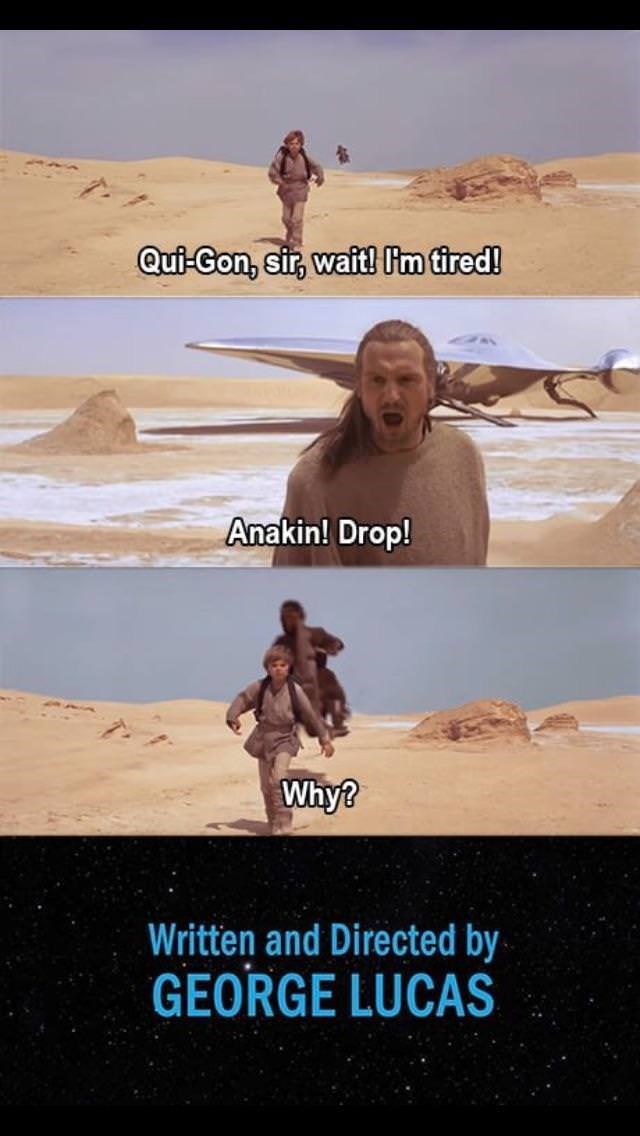 Qui-Gon, sir, wait! I'm tired!
Anakin! Drop!
Why?
Written and Directed by
GEORGE LUCAS